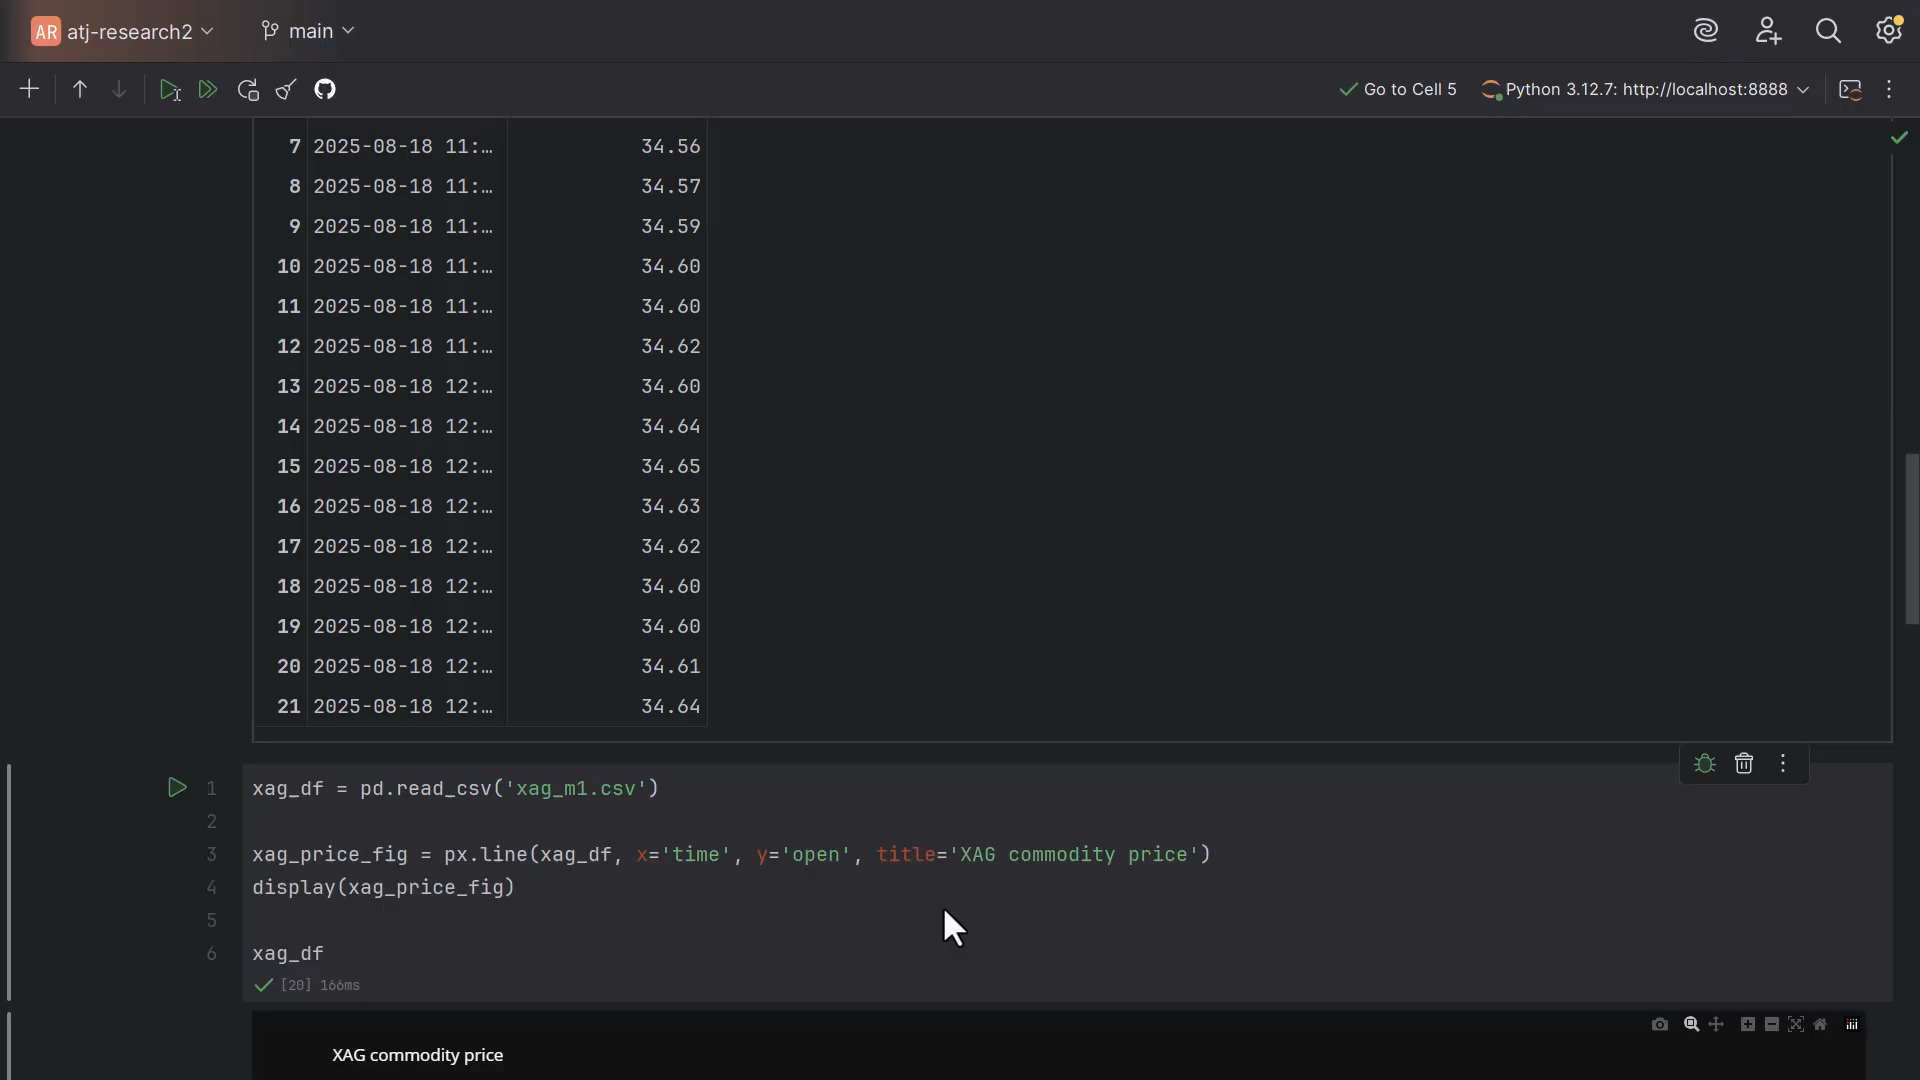 AR atj-research2 main
Go to Cell 5 Python 3.12.7: http://localhost:8888
7 2025-08-18 11:… 34.56
8 2025-08-18 11:… 34.57
9 2025-08-18 11:… 34.59
10 2025-08-18 11:… 34.60
11 2025-08-18 11:… 34.60
12 2025-08-18 11:… 34.62
13 2025-08-18 12:… 34.60
14 2025-08-18 12:… 34.64
15 2025-08-18 12:… 34.65
16 2025-08-18 12:… 34.63
17 2025-08-18 12:… 34.62
18 2025-08-18 12:… 34.60
19 2025-08-18 12:… 34.60
20 2025-08-18 12:… 34.61
21 2025-08-18 12:… 34.64
1 xag_df = pd.read_csv('xag_m1.csv')
2
3 xag_price_fig = px.line(xag_df, x='time', y='open', title='XAG commodity price')
4 display(xag_price_fig)
5
6 xag_df
[20] 166ms
XAG commodity price